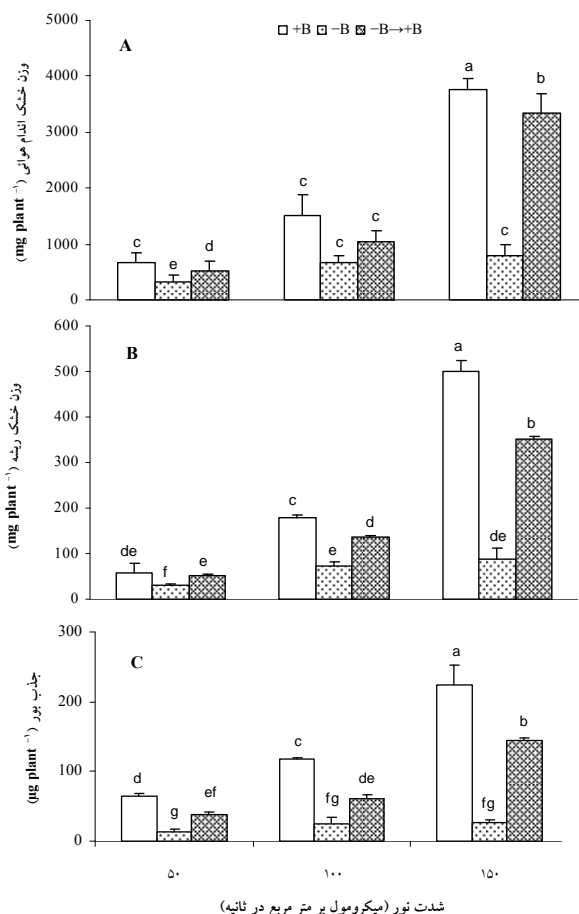 A
+B −B −B→+B
وزن خشک اندام هوائی
(mg plant ⁻¹)
5000
4000
3000
2000
1000
0
c e d c c c a c b
B
وزن خشک ریشه
(mg plant ⁻¹)
600
500
400
300
200
100
0
de f e c e d a de b
C
جذب بور
(µg plant ⁻¹)
300
200
100
0
d g ef c fg de a fg b
۵۰ ۱۰۰ ۱۵۰
شدت نور (میکرومول بر متر مربع در ثانیه)